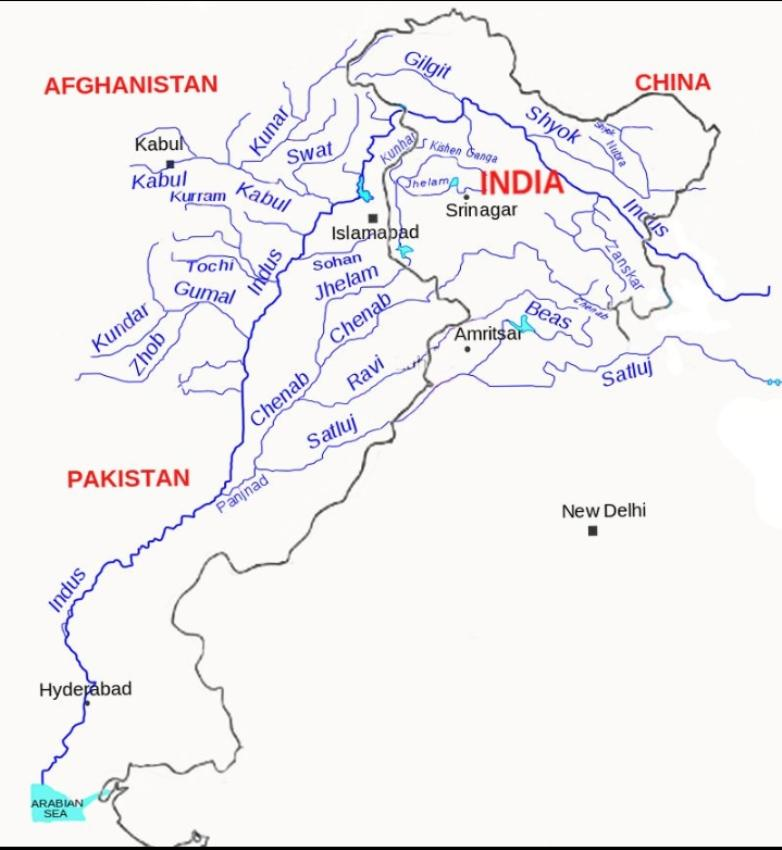 Gilgit
AFGHANISTAN
CHINA
Kunar
Shyok
Shyok
Nubra
Kabul
Swat
Kunhar
Kishen Ganga
Kabul
Kurram
Kabul
Jhelam
INDIA
Srinagar
Indus
Islamabad
Zanskar
Indus
Sohan
Tochi
Jhelam
Gumal
Chenab
Chenab
Beas
Kundar
Zhob
Amritsar
Ravi
Satluj
Chenab
Satluj
PAKISTAN
Panjnad
New Delhi
Indus
Hyderabad
ARABIAN
SEA